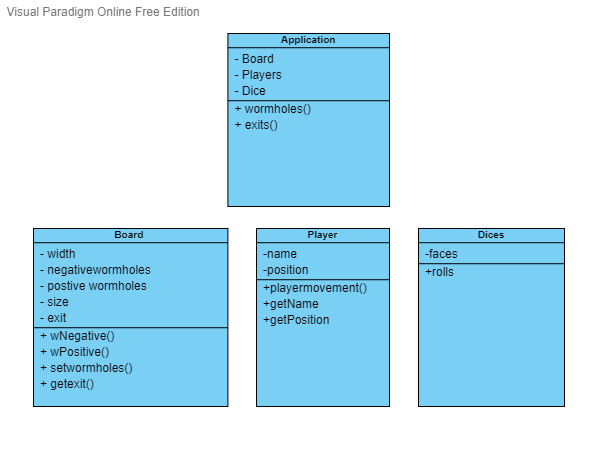 Visual Paradigm Online Free Edition
Application
- Board
- Players
- Dice
+ wormholes()
+ exits()
Board
- width
- negativewormholes
- postive wormholes
- size
- exit
+ wNegative()
+ wPositive()
+ setwormholes()
+ getexit()
Player
-name
-position
+playermovement()
+getName
+getPosition
Dices
-faces
+rolls